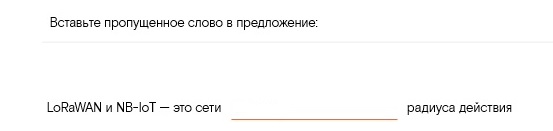 Вставьте пропущенное слово в предложение:
LoRaWAN и NB-IoT — это сети радиуса действия